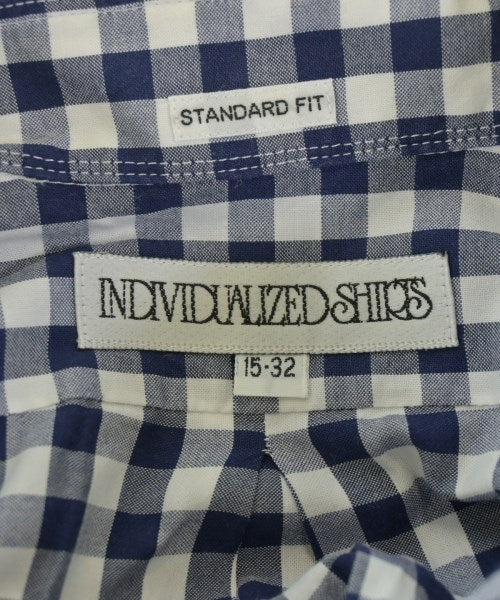 STANDARD FIT
INDIVIDUALIZED SHIRTS
15-32